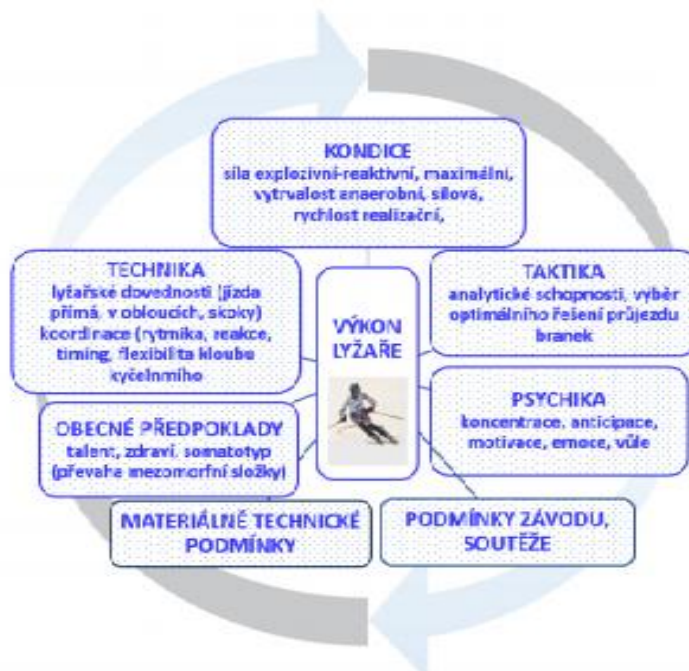 KONDICE
síla explozivní-reaktivní, maximální,
vytrvalost anaerobní, silová,
rychlost realizační,
TECHNIKA
lyžařské dovednosti (jízda
přímá, v obloucích, skoky)
koordinace (rytmika, reakce,
timing, flexibilita kloubu
kyčelnmího
VÝKON
LYŽAŘE
TAKTIKA
analytické schopnosti, výběr
optimálního řešení průjezdu
branek
OBECNÉ PŘEDPOKLADY
talent, zdraví, somatotyp
(převaha mezomorfní složky)
PSYCHIKA
koncentrace, anticipace,
motivace, emoce, vůle
MATERIÁLNĚ TECHNICKÉ
PODMÍNKY
PODMÍNKY ZÁVODU,
SOUTĚŽE